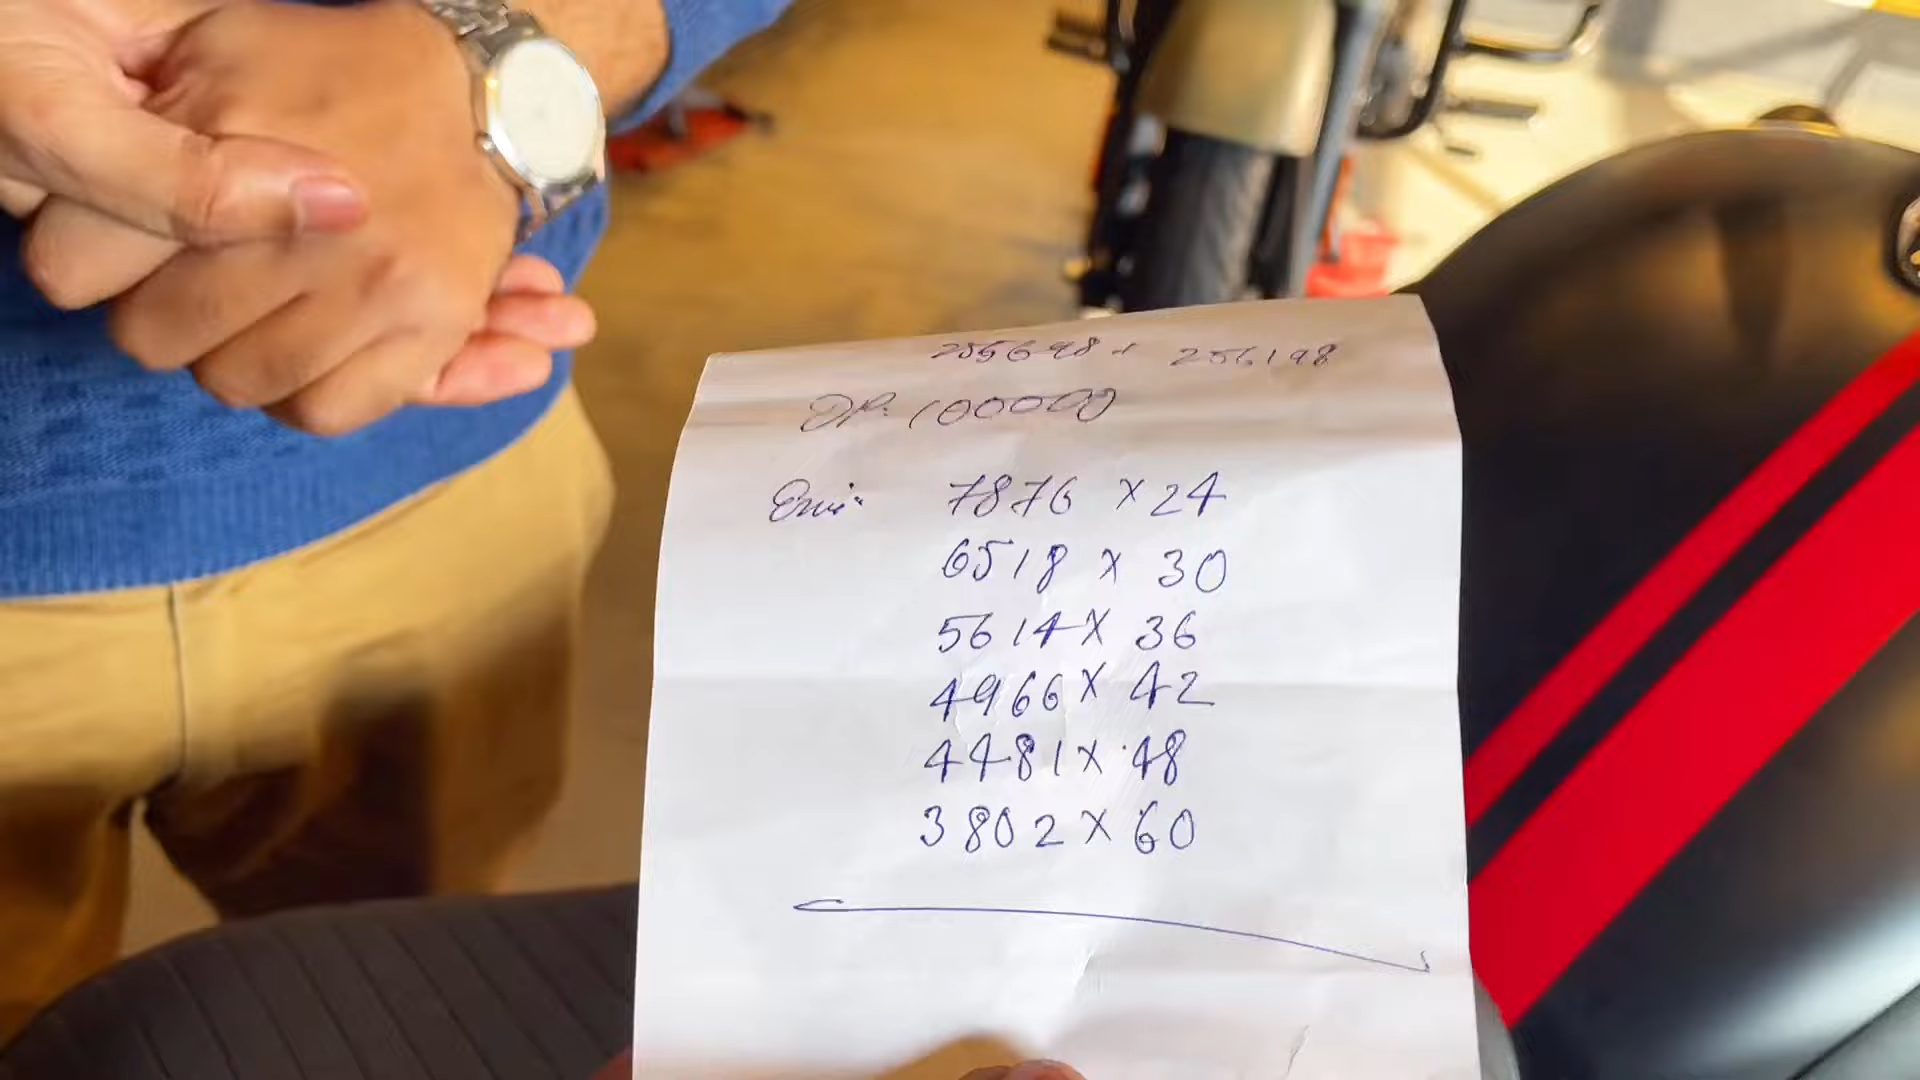 255698+ 256198
DP: 100000
Emi: 7876 x 24
6518 x 30
5614 x 36
4966 x 42
4481 x 48
3802 x 60